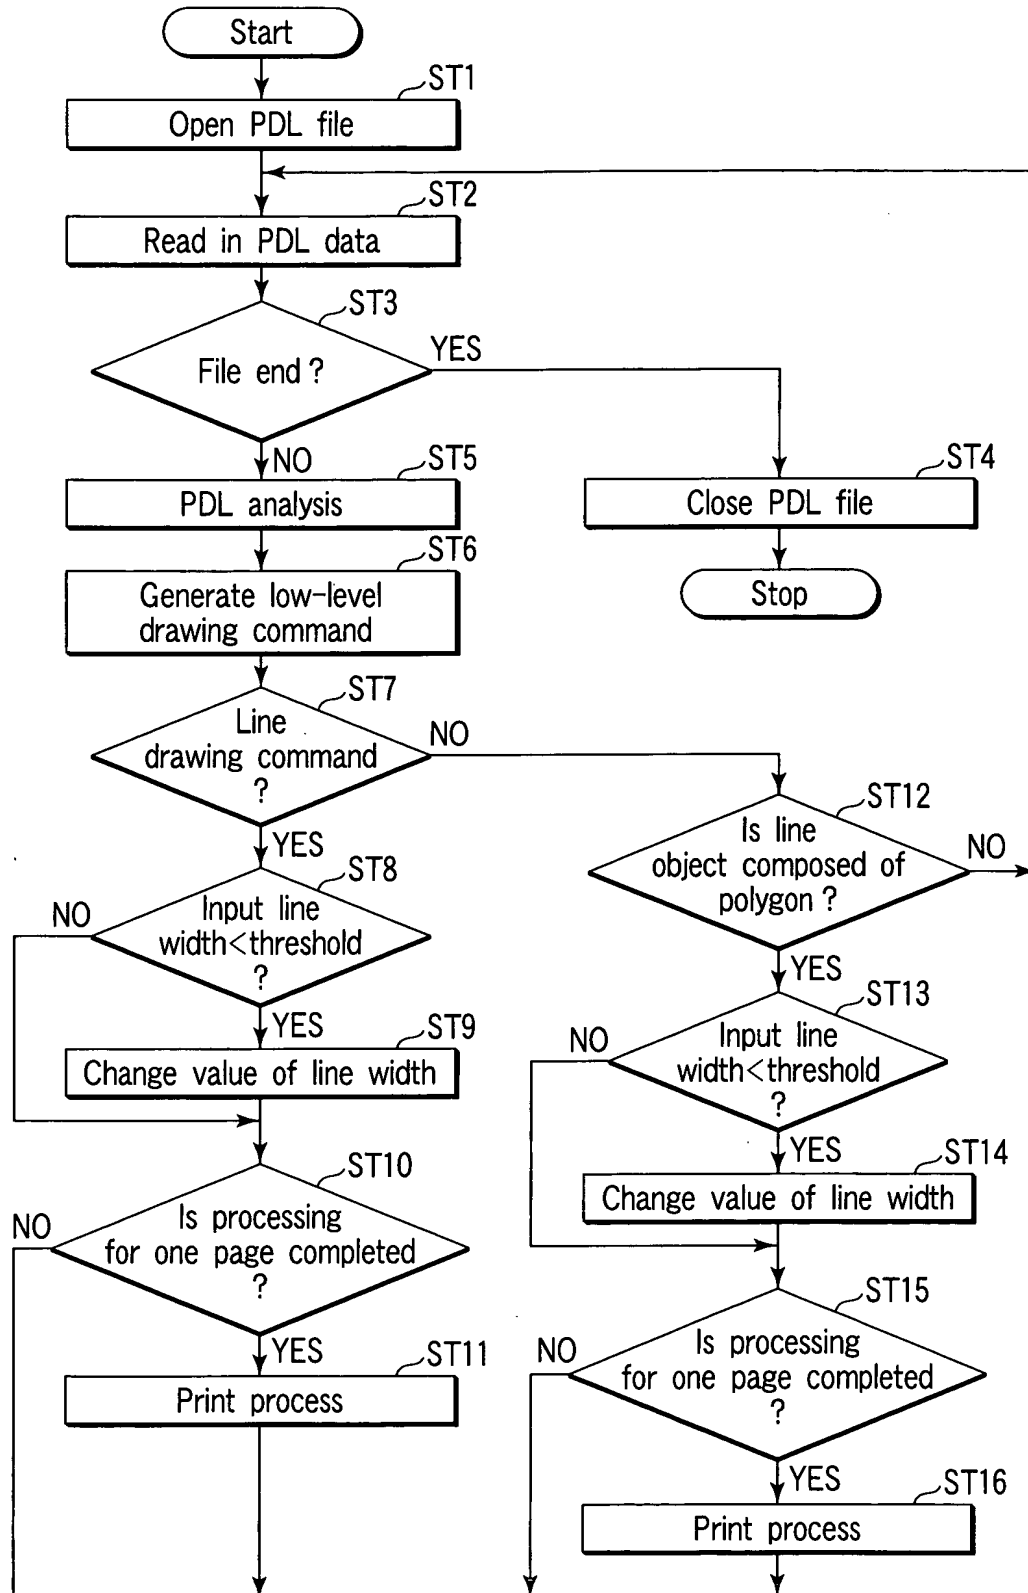 Start
ST1
Open PDL file
ST2
Read in PDL data
ST3
File end ?
YES
NO
ST5
PDL analysis
ST4
Close PDL file
Stop
ST6
Generate low-level
drawing command
ST7
Line
drawing command
?
NO
YES
ST8
Input line
width<threshold
?
NO
YES
ST9
Change value of line width
ST10
Is processing
for one page completed
?
NO
YES
ST11
Print process
ST12
Is line
object composed of
polygon ?
NO
YES
ST13
Input line
width<threshold
?
NO
YES
ST14
Change value of line width
ST15
Is processing
for one page completed
?
NO
YES
ST16
Print process